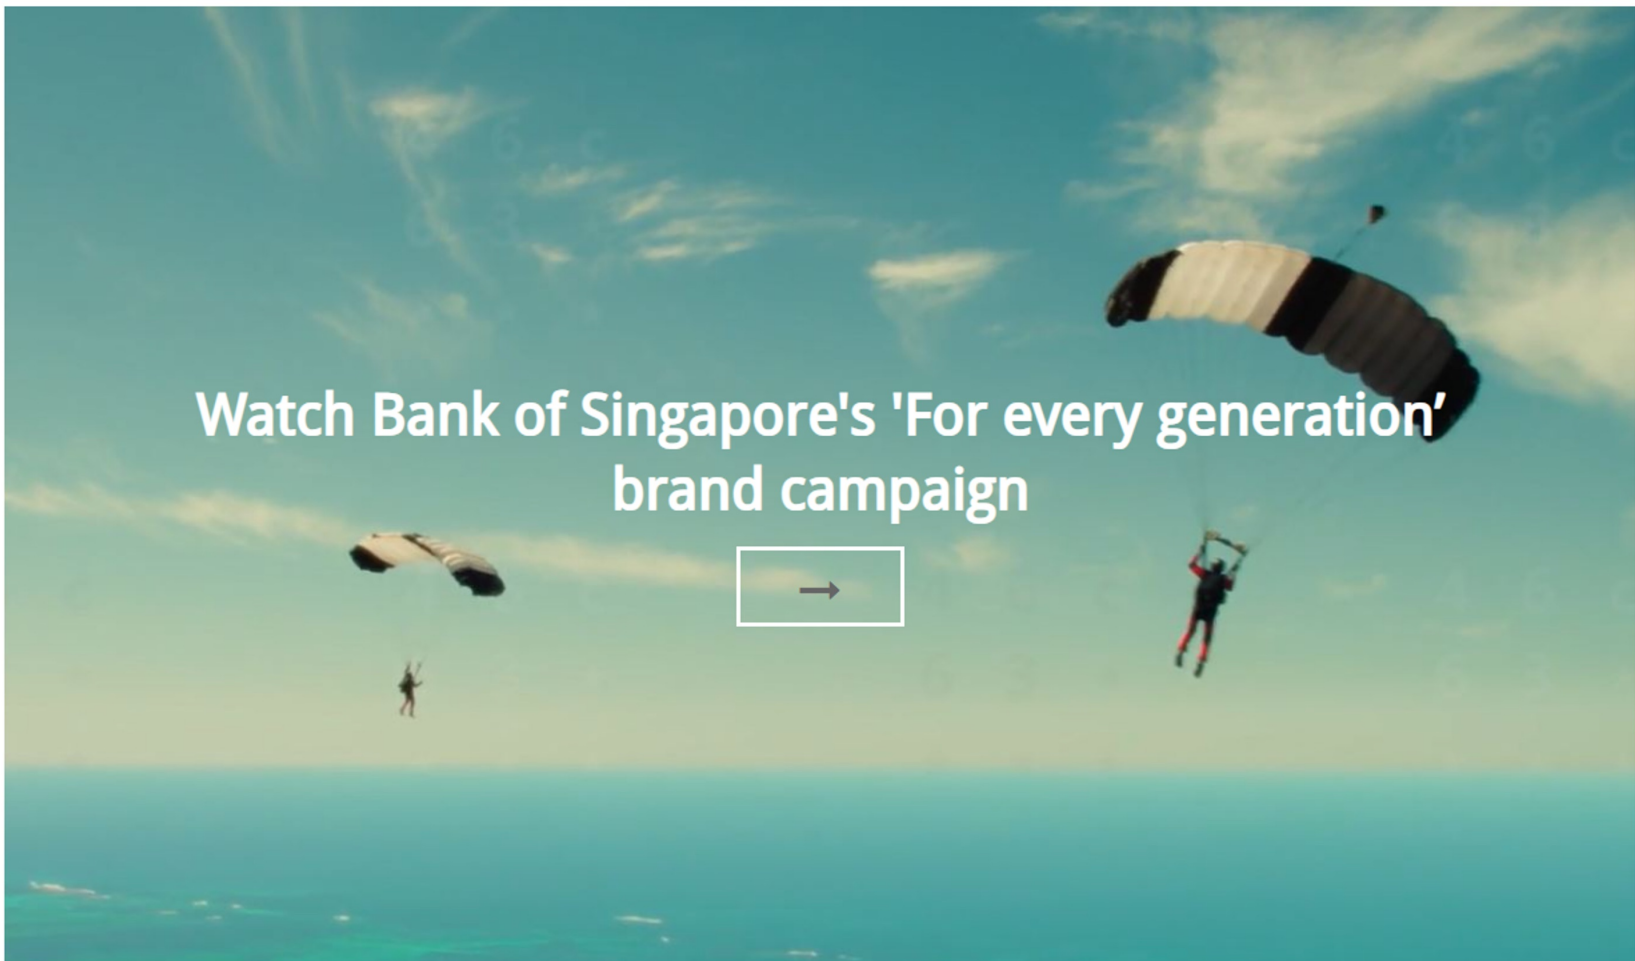 Watch Bank of Singapore's 'For every generation’
brand campaign